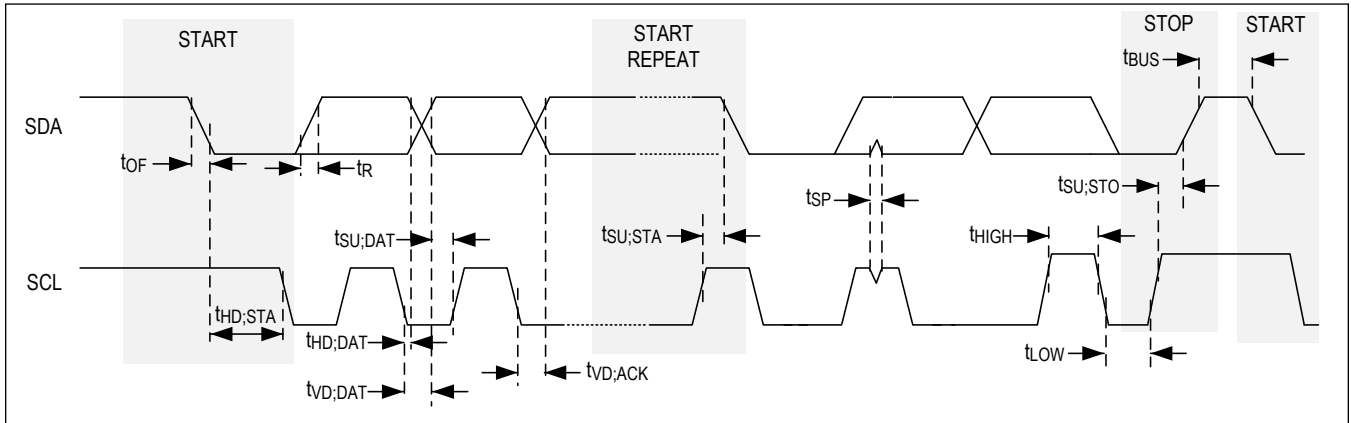 START
START
REPEAT
STOP
START
tBUS
SDA
tOF
tR
tSP
tSU;STO
tSU;DAT
tSU;STA
tHIGH
SCL
tHD;STA
tHD;DAT
tLOW
tVD;ACK
tVD;DAT